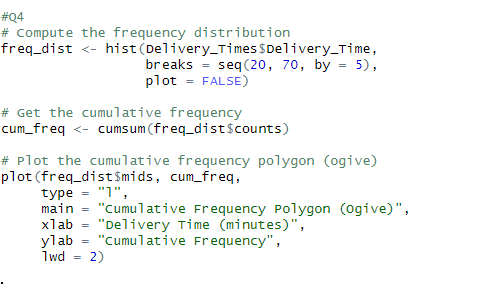 #Q4
# Compute the frequency distribution
freq_dist <- hist(Delivery_Times$Delivery_Time,
                  breaks = seq(20, 70, by = 5),
                  plot = FALSE)
# Get the cumulative frequency
cum_freq <- cumsum(freq_dist$counts)
# Plot the cumulative frequency polygon (ogive)
plot(freq_dist$mids, cum_freq,
     type = "l",
     main = "Cumulative Frequency Polygon (Ogive)",
     xlab = "Delivery Time (minutes)",
     ylab = "Cumulative Frequency",
     lwd = 2)